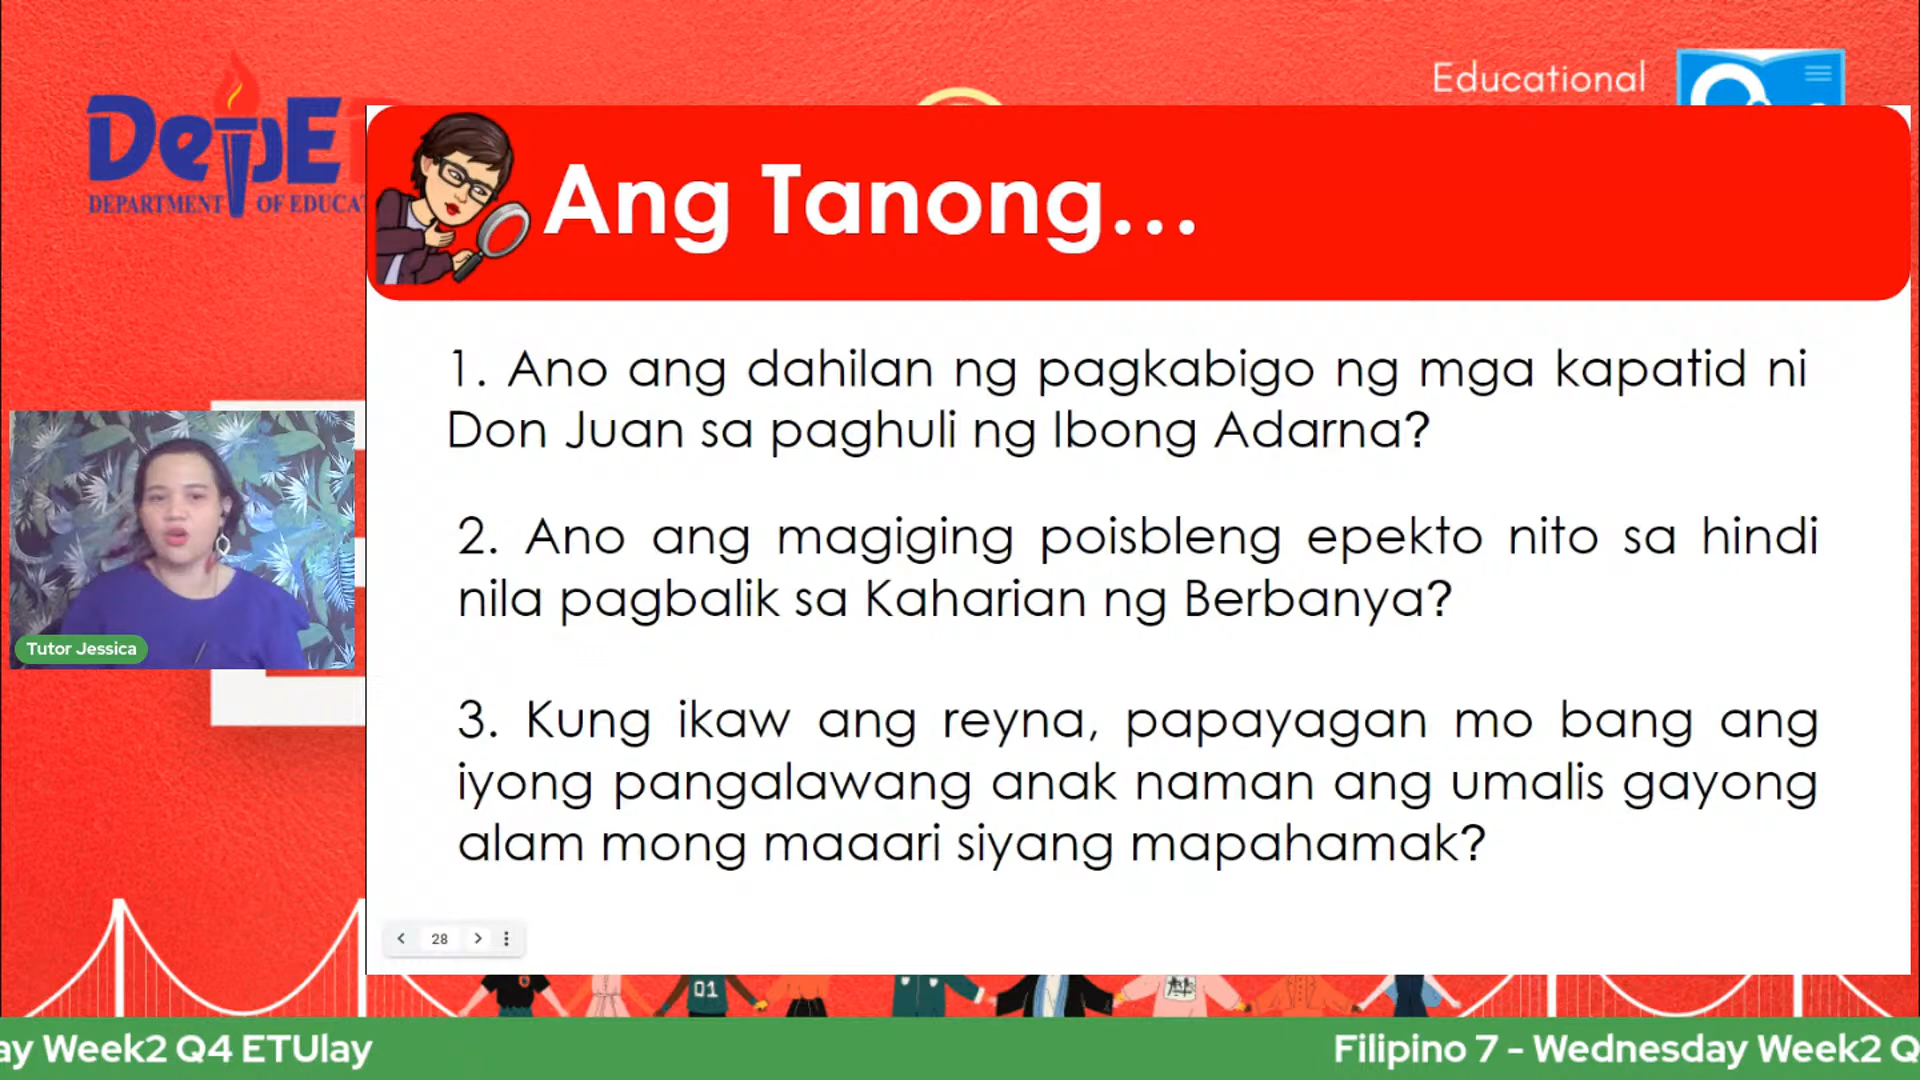 DepE
DEPARTMENT OF EDUCAT
Educational
Ang Tanong...
1. Ano ang dahilan ng pagkabigo ng mga kapatid ni
Don Juan sa paghuli ng Ibong Adarna?
2. Ano ang magiging poisbleng epekto nito sa hindi
nila pagbalik sa Kaharian ng Berbanya?
3. Kung ikaw ang reyna, papayagan mo bang ang
iyong pangalawang anak naman ang umalis gayong
alam mong maaari siyang mapahamak?
Tutor Jessica
28
01
ay Week2 Q4 ETUlay
Filipino 7 - Wednesday Week2 Q